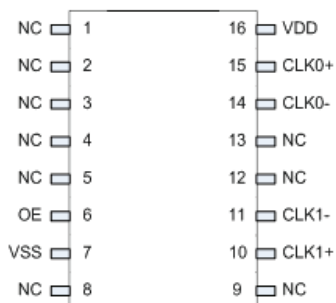 NC 1 16 VDD
NC 2 15 CLK0+
NC 3 14 CLK0-
NC 4 13 NC
NC 5 12 NC
OE 6 11 CLK1-
VSS 7 10 CLK1+
NC 8 9 NC